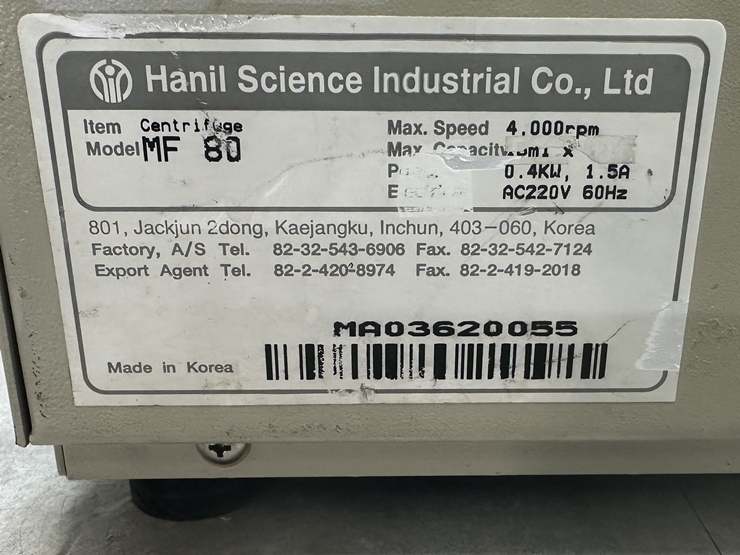 Hanil Science Industrial Co., Ltd
Item Centrifuge
Model MF 80
Max. Speed 4.000rpm
Max Capacity
0.4KW, 1.5A
AC220V 60Hz
801, Jackjun 2dong, Kaejangku, Inchun, 403-060, Korea
Factory, A/S Tel. 82-32-543-6906 Fax. 82-32-542-7124
Export Agent Tel. 82-2-420-8974 Fax. 82-2-419-2018
MA03620055
Made in Korea